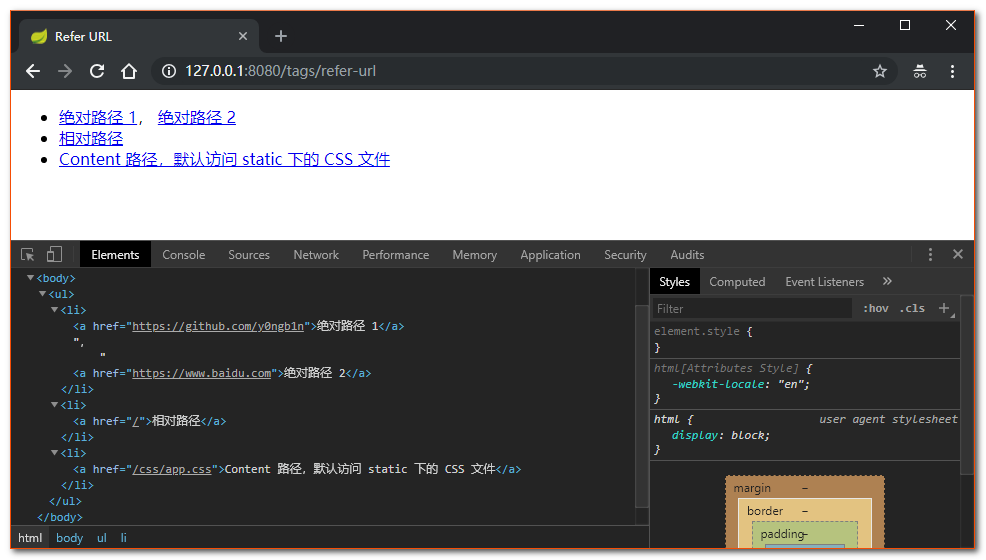 Refer URL
127.0.0.1:8080/tags/refer-url
绝对路径 1， 绝对路径 2
相对路径
Content 路径，默认访问 static 下的 CSS 文件
Elements Console Sources Network Performance Memory Application Security Audits
<body>
<ul>
<li>
<a href="https://github.com/y0ngb1n">绝对路径 1</a>
"，
"
<a href="https://www.baidu.com">绝对路径 2</a>
</li>
<li>
<a href="/">相对路径</a>
</li>
<li>
<a href="/css/app.css">Content 路径，默认访问 static 下的 CSS 文件</a>
</li>
</ul>
</body>
html body ul li
Styles Computed Event Listeners »
Filter :hov .cls +
element.style {
}
html[Attributes Style] {
-webkit-locale: "en";
}
html { user agent stylesheet
display: block;
}
margin –
border –
padding–